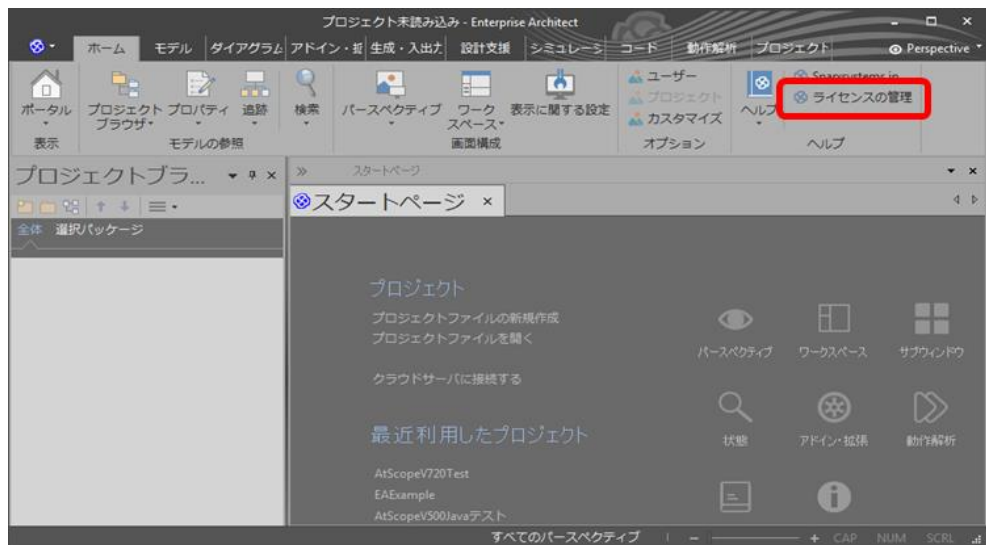 プロジェクト未読み込み - Enterprise Architect
ホーム モデル ダイアグラム アドイン・拡 生成・入出力 設計支援 シミュレーシ コード 動作解析 プロジェクト Perspective
ポータル プロジェクトブラウザ プロパティ 追跡 検索 パースペクティブ ワークスペース 表示に関する設定 ユーザー プロジェクト カスタマイズ ヘルプ Sparxsystems.jp ライセンスの管理
表示 モデルの参照 画面構成 オプション ヘルプ
プロジェクトブラ...
全体 選択パッケージ
スタートページ
スタートページ
プロジェクト
プロジェクトファイルの新規作成
プロジェクトファイルを開く
クラウドサーバに接続する
最近利用したプロジェクト
AtScopeV720Test
EAExample
AtScopeV500Javaテスト
パースペクティブ ワークスペース サブウィンドウ
状態 アドイン・拡張 動作解析
すべてのパースペクティブ CAP NUM SCRL